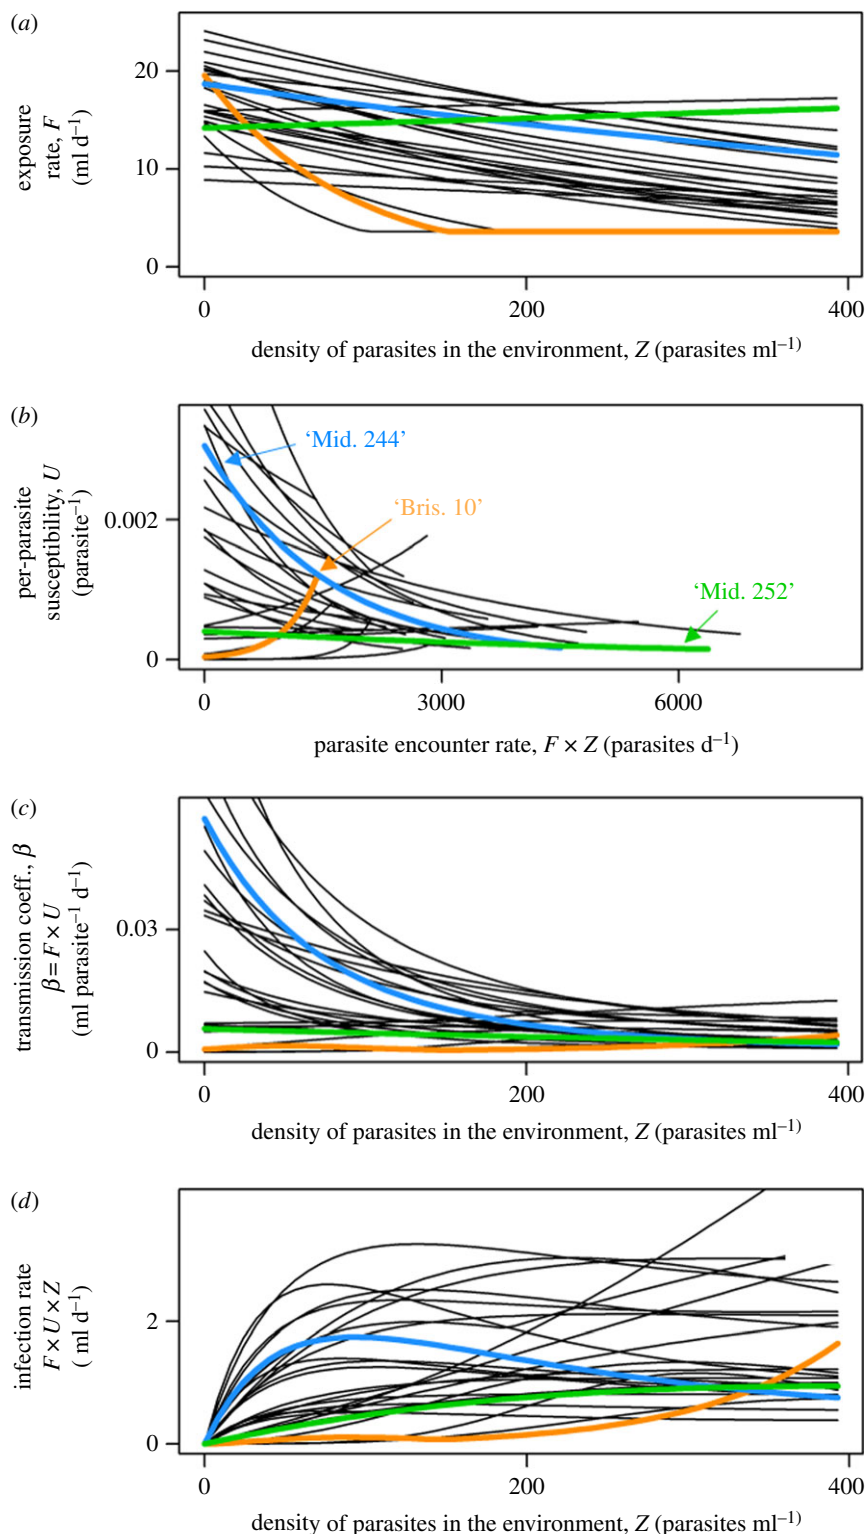 (a)
exposure
rate, F
(ml d⁻¹)
20
10
0
0 200 400
density of parasites in the environment, Z (parasites ml⁻¹)
(b)
per-parasite
susceptibility, U
(parasite⁻¹)
0.002
0
'Mid. 244'
'Bris. 10'
'Mid. 252'
0 3000 6000
parasite encounter rate, F × Z (parasites d⁻¹)
(c)
transmission coeff., β
β = F × U
(ml parasite⁻¹ d⁻¹)
0.03
0
0 200 400
density of parasites in the environment, Z (parasites ml⁻¹)
(d)
infection rate
F × U × Z
( ml d⁻¹)
2
0
0 200 400
density of parasites in the environment, Z (parasites ml⁻¹)